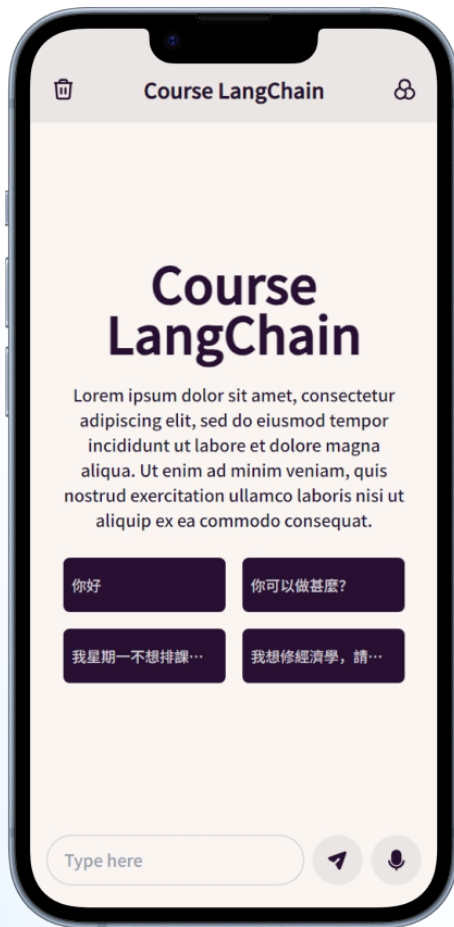 Course LangChain
Course
LangChain
Lorem ipsum dolor sit amet, consectetur
adipiscing elit, sed do eiusmod tempor
incididunt ut labore et dolore magna
aliqua. Ut enim ad minim veniam, quis
nostrud exercitation ullamco laboris nisi ut
aliquip ex ea commodo consequat.
你好
你可以做甚麼?
我星期一不想排課⋯
我想修經濟學，請⋯
Type here